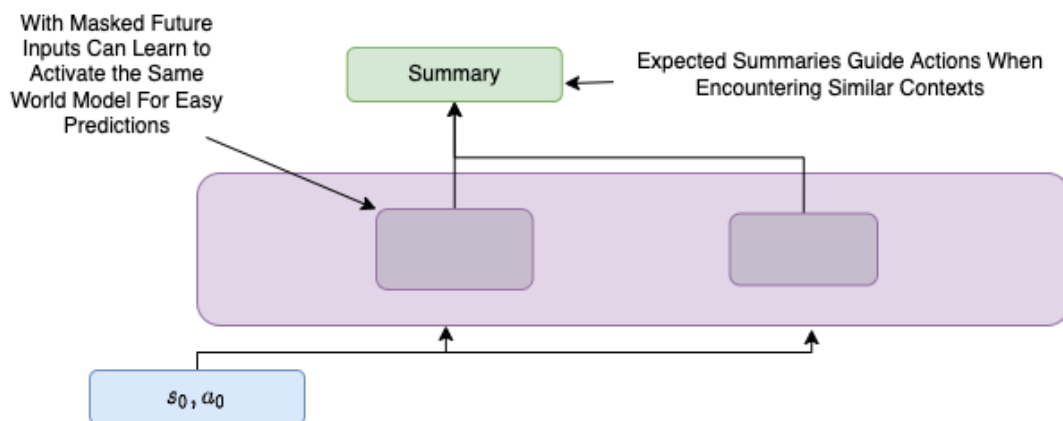 With Masked Future
Inputs Can Learn to
Activate the Same
World Model For Easy
Predictions
Summary
Expected Summaries Guide Actions When
Encountering Similar Contexts
s₀, a₀